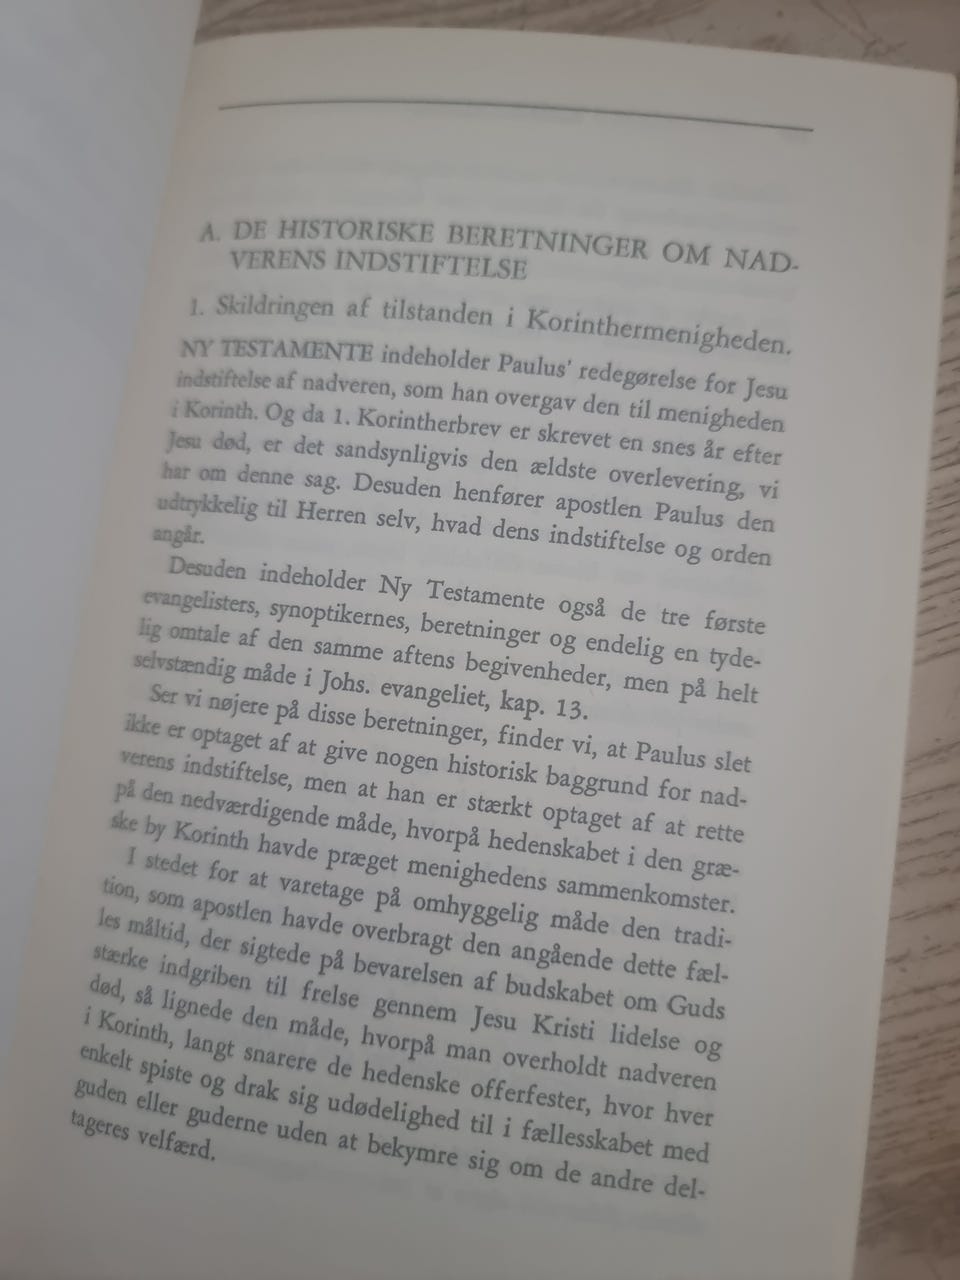 A. DE HISTORISKE BERETNINGER OM NAD-
VERENS INDSTIFTELSE
1. Skildringen af tilstanden i Korinthermenigheden.
NY TESTAMENTE indeholder Paulus' redegørelse for Jesu
indstiftelse af nadveren, som han overgav den til menigheden
i Korinth. Og da 1. Korintherbrev er skrevet en snes år efter
Jesu død, er det sandsynligvis den ældste overlevering, vi
har om denne sag. Desuden henfører apostlen Paulus den
udtrykkelig til Herren selv, hvad dens indstiftelse og orden
angår.
Desuden indeholder Ny Testamente også de tre første
evangelisters, synoptikernes, beretninger og endelig en tyde-
lig omtale af den samme aftens begivenheder, men på helt
selvstændig måde i Johs. evangeliet, kap. 13.
Ser vi nøjere på disse beretninger, finder vi, at Paulus slet
ikke er optaget af at give nogen historisk baggrund for nad-
verens indstiftelse, men at han er stærkt optaget af at rette
på den nedværdigende måde, hvorpå hedenskabet i den græ-
ske by Korinth havde præget menighedens sammenkomster.
I stedet for at varetage på omhyggelig måde den tradi-
tion, som apostlen havde overbragt den angående dette fæl-
les måltid, der sigtede på bevarelsen af budskabet om Guds
stærke indgriben til frelse gennem Jesu Kristi lidelse og
død, så lignede den måde, hvorpå man overholdt nadveren
i Korinth, langt snarere de hedenske offerfester, hvor hver
enkelt spiste og drak sig udødelighed til i fællesskabet med
guden eller guderne uden at bekymre sig om de andre del-
tageres velfærd.